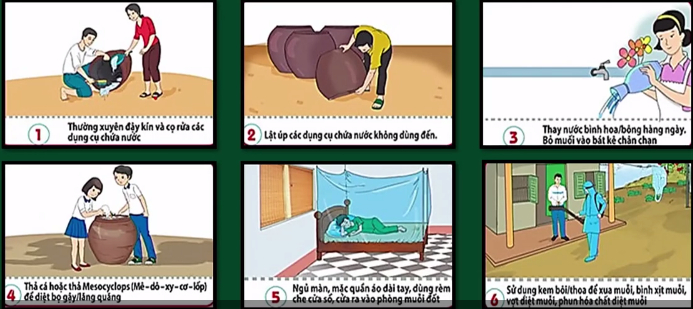 1
Thường xuyên đậy kín và cọ rửa các
dụng cụ chứa nước
2
Lật úp các dụng cụ chứa nước không dùng đến.
3
Thay nước bình hoa/bông hàng ngày.
Bỏ muối vào bát kê chân chạn
4
Thả cá hoặc thả Mesocyclops (Mê-dô-xy-cơ-lốp)
để diệt bọ gậy/lăng quăng
5
Ngủ màn, mặc quần áo dài tay, dùng rèm
che cửa sổ, cửa ra vào phòng muỗi đốt
6
Sử dụng kem bôi/thoa để xua muỗi, bình xịt muỗi,
vợt diệt muỗi, phun hóa chất diệt muỗi